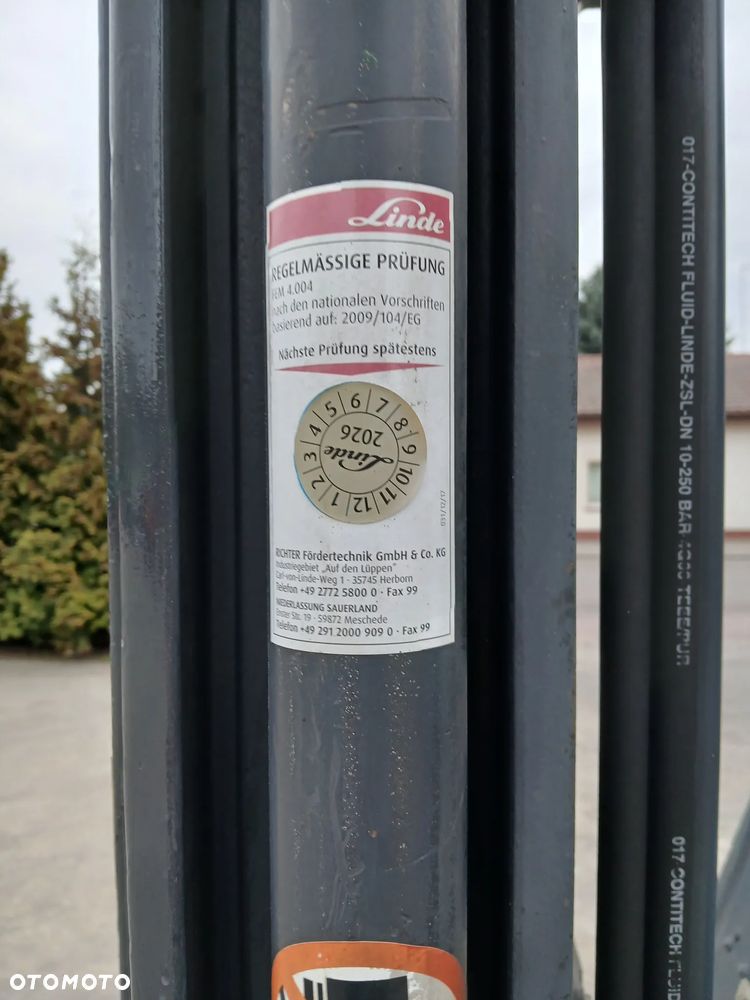 Linde
REGELMÄSSIGE PRÜFUNG
FEM 4.004
nach den nationalen Vorschriften
basierend auf: 2009/104/EG
Nächste Prüfung spätestens
1 2 3 4 5 6 7 8 9 10 11 12
2026
Linde
RICHTER Fördertechnik GmbH & Co. KG
Industriegebiet „Auf den Lüppen"
Carl-von-Linde-Weg 1 · 35745 Herborn
Telefon +49 2772 5800 0 · Fax 99
NIEDERLASSUNG SAUERLAND
Enster Str. 19 · 59872 Meschede
Telefon +49 291 2000 909 0 · Fax 99
017-CONTITECH FLUID-LINDE-ZSL-DN 10-250 BAR
017 CONTITECH
OTOMOTO